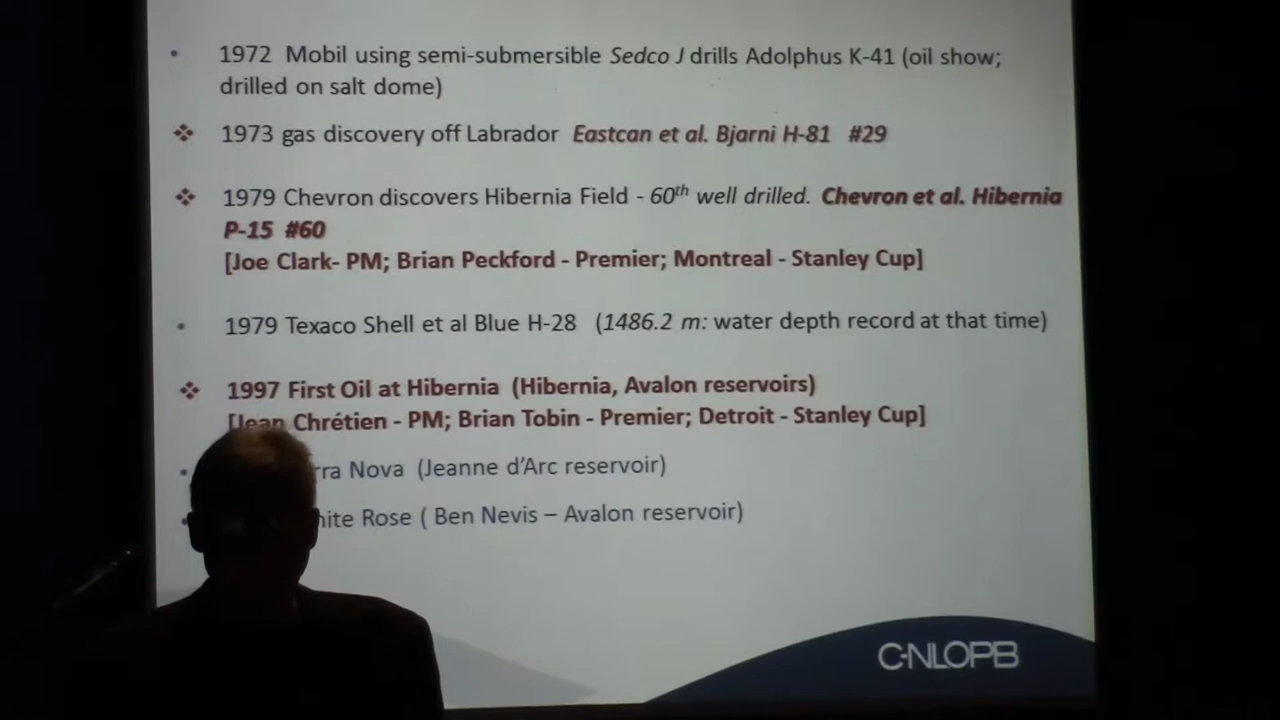 • 1972 Mobil using semi-submersible Sedco J drills Adolphus K-41 (oil show;
drilled on salt dome)
❖ 1973 gas discovery off Labrador Eastcan et al. Bjarni H-81 #29
❖ 1979 Chevron discovers Hibernia Field - 60th well drilled. Chevron et al. Hibernia
P-15 #60
[Joe Clark- PM; Brian Peckford - Premier; Montreal - Stanley Cup]
• 1979 Texaco Shell et al Blue H-28 (1486.2 m: water depth record at that time)
❖ 1997 First Oil at Hibernia (Hibernia, Avalon reservoirs)
[Jean Chrétien - PM; Brian Tobin - Premier; Detroit - Stanley Cup]
• rra Nova (Jeanne d’Arc reservoir)
• hite Rose ( Ben Nevis – Avalon reservoir)
C-NLOPB